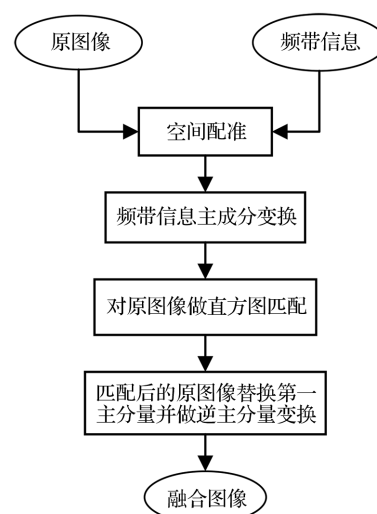 原图像
频带信息
空间配准
频带信息主成分变换
对原图像做直方图匹配
匹配后的原图像替换第一
主分量并做逆主分量变换
融合图像